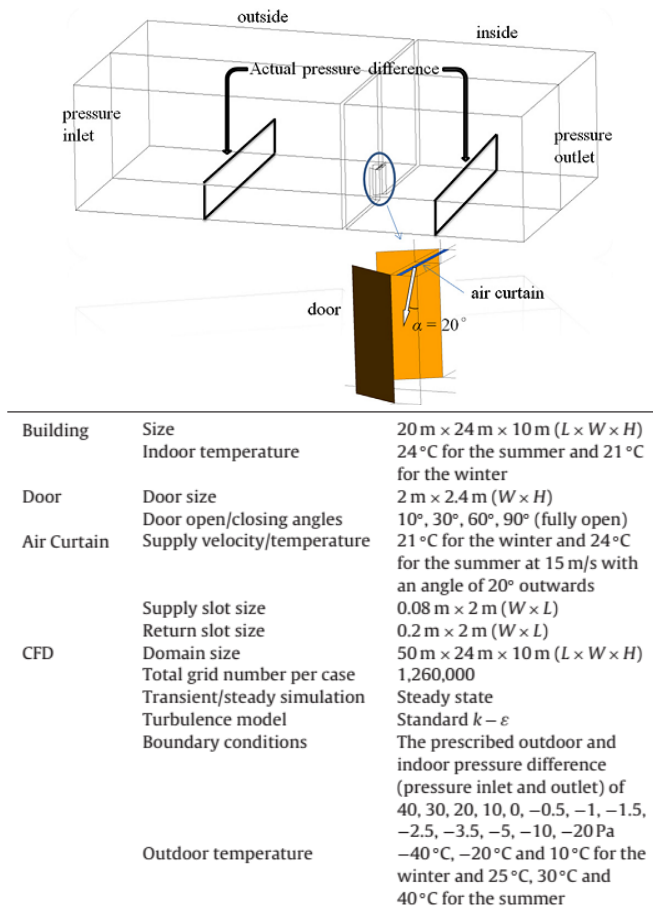 outside
inside
Actual pressure difference
pressure
inlet
pressure
outlet
air curtain
door
α = 20°
Building Size 20 m × 24 m × 10 m (L × W × H)
Indoor temperature 24 °C for the summer and 21 °C
for the winter
Door Door size 2 m × 2.4 m (W × H)
Door open/closing angles 10°, 30°, 60°, 90° (fully open)
Air Curtain Supply velocity/temperature 21 °C for the winter and 24 °C
for the summer at 15 m/s with
an angle of 20° outwards
Supply slot size 0.08 m × 2 m (W × L)
Return slot size 0.2 m × 2 m (W × L)
CFD Domain size 50 m × 24 m × 10 m (L × W × H)
Total grid number per case 1,260,000
Transient/steady simulation Steady state
Turbulence model Standard k – ε
Boundary conditions The prescribed outdoor and
indoor pressure difference
(pressure inlet and outlet) of
40, 30, 20, 10, 0, −0.5, −1, −1.5,
−2.5, −3.5, −5, −10, −20 Pa
Outdoor temperature −40 °C, −20 °C and 10 °C for the
winter and 25 °C, 30 °C and
40 °C for the summer